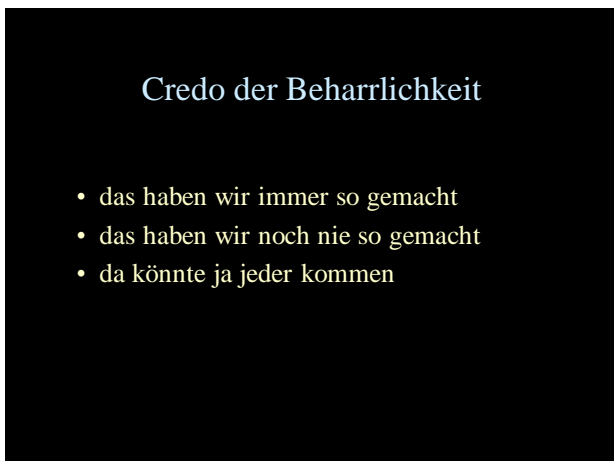 Credo der Beharrlichkeit
• das haben wir immer so gemacht
• das haben wir noch nie so gemacht
• da könnte ja jeder kommen